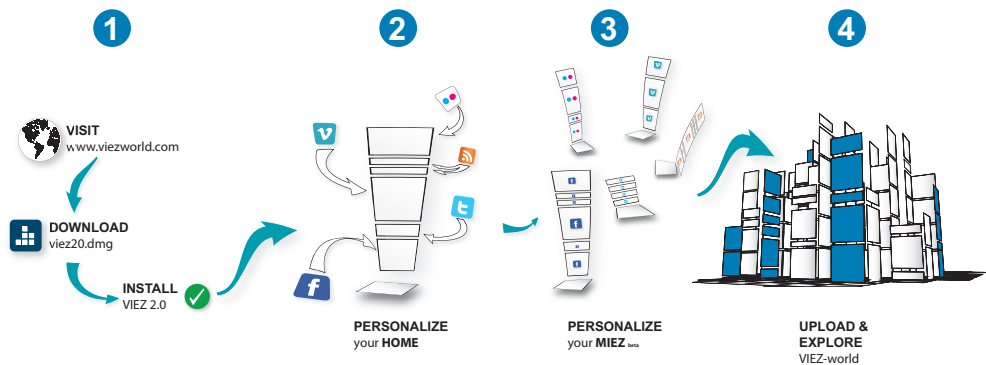 1
2
3
4
VISIT
www.viezworld.com
DOWNLOAD
viez20.dmg
INSTALL
VIEZ 2.0
PERSONALIZE
your HOME
PERSONALIZE
your MIEZ beta
UPLOAD &
EXPLORE
VIEZ-world